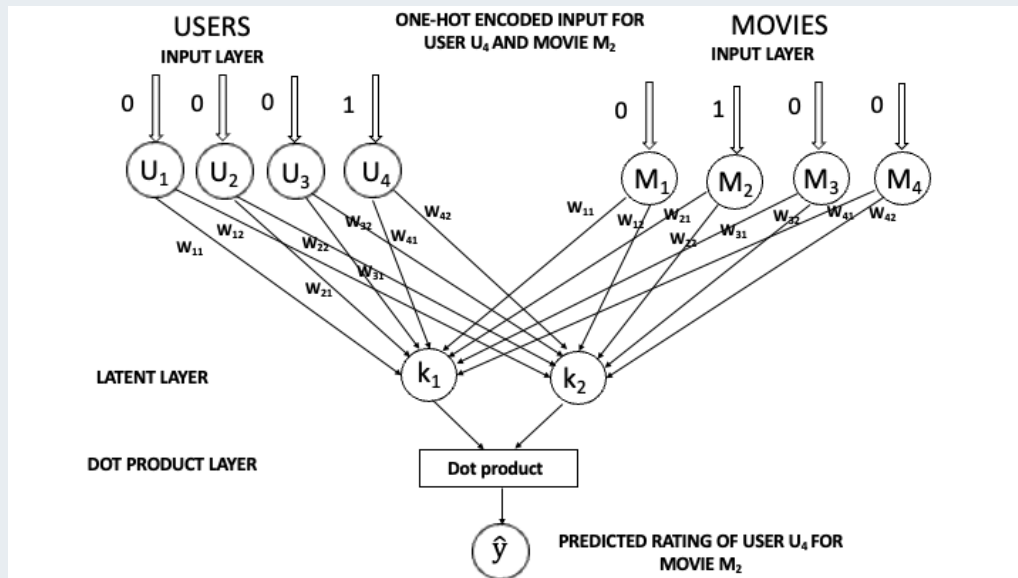 USERS
INPUT LAYER
ONE-HOT ENCODED INPUT FOR
USER U₄ AND MOVIE M₂
MOVIES
INPUT LAYER
0 0 0 1
0 1 0 0
U₁ U₂ U₃ U₄
M₁ M₂ M₃ M₄
W₁₁ W₁₂ W₂₁ W₂₂ W₃₁ W₃₂ W₄₁ W₄₂
W₁₁ W₁₂ W₂₁ W₂₂ W₃₁ W₃₂ W₄₁ W₄₂
LATENT LAYER
k₁ k₂
DOT PRODUCT LAYER
Dot product
ŷ
PREDICTED RATING OF USER U₄ FOR
MOVIE M₂